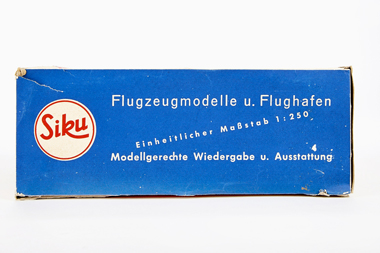 Siku
Flugzeugmodelle u. Flughafen
Einheitlicher Maßstab 1:250
Modellgerechte Wiedergabe u. Ausstattung